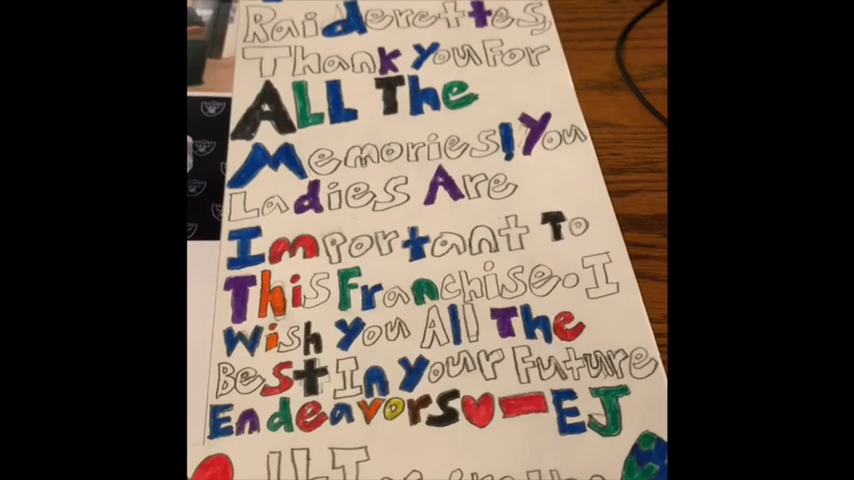 Raiderettes,
Thank you For
ALL The
Memories! You
Ladies Are
Important To
This Franchise. I
Wish You All The
Best In your Future
Endeavors♥-EJ